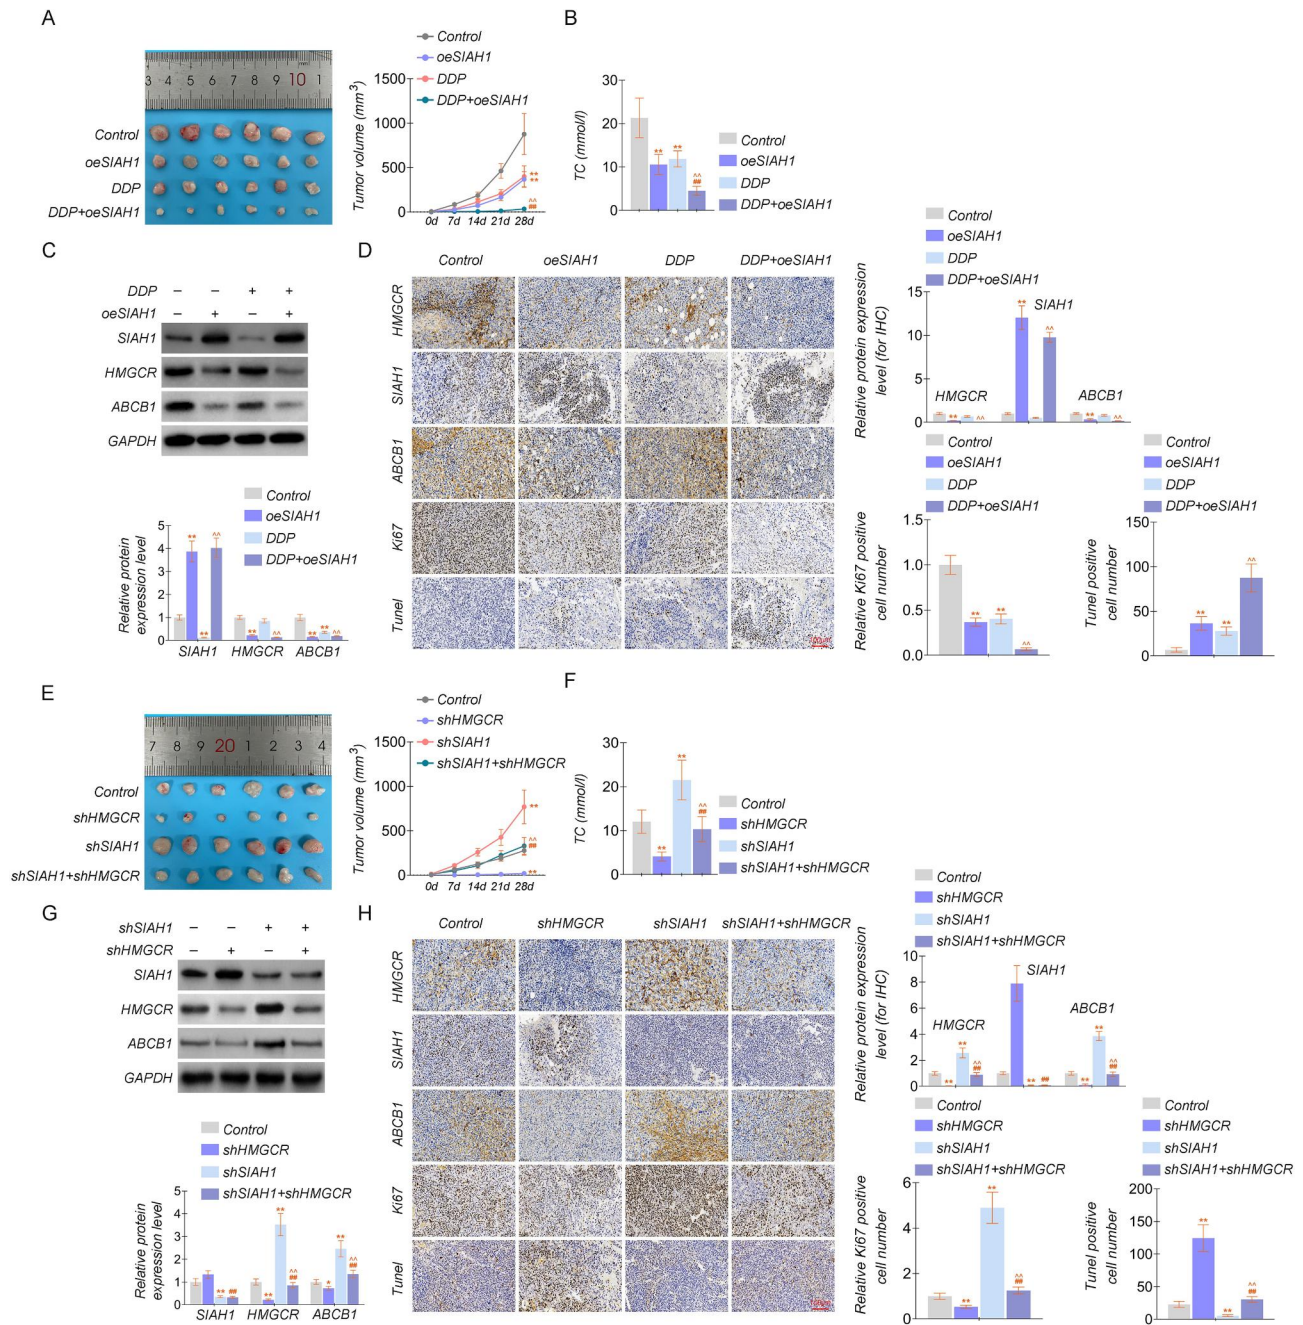 A
3 4 5 6 7 8 9 10 1
Control
oeSIAH1
DDP
DDP+oeSIAH1
Control
oeSIAH1
DDP
DDP+oeSIAH1
Tumor volume (mm³)
1500
1000
500
0
0d 7d 14d 21d 28d
**
**
^^
##
B
TC (mmol/l)
30
20
10
0
**
**
^^
##
Control
oeSIAH1
DDP
DDP+oeSIAH1
C
DDP – – + +
oeSIAH1 – + – +
SIAH1
HMGCR
ABCB1
GAPDH
Control
oeSIAH1
DDP
DDP+oeSIAH1
Relative protein
expression level
5
4
3
2
1
0
** ** ^^
** ^^
** ** ^^
SIAH1 HMGCR ABCB1
D
Control oeSIAH1 DDP DDP+oeSIAH1
HMGCR
SIAH1
ABCB1
Ki67
Tunel
Control
oeSIAH1
DDP
DDP+oeSIAH1
Relative protein expression
level (for IHC)
15
10
5
0
HMGCR
SIAH1
ABCB1
** ^^
** ^^
** ^^
Control
oeSIAH1
DDP
DDP+oeSIAH1
Relative Ki67 positive
cell number
1.5
1.0
0.5
0.0
** ** ^^
Control
oeSIAH1
DDP
DDP+oeSIAH1
Tunel positive
cell number
150
100
50
0
** ** ^^
E
7 8 9 20 1 2 3 4
Control
shHMGCR
shSIAH1
shSIAH1+shHMGCR
Control
shHMGCR
shSIAH1
shSIAH1+shHMGCR
Tumor volume (mm³)
1500
1000
500
0
0d 7d 14d 21d 28d
**
^^
##
**
F
TC (mmol/l)
30
20
10
0
**
**
^^
##
Control
shHMGCR
shSIAH1
shSIAH1+shHMGCR
G
shSIAH1 – – + +
shHMGCR – + – +
SIAH1
HMGCR
ABCB1
GAPDH
Control
shHMGCR
shSIAH1
shSIAH1+shHMGCR
Relative protein
expression level
5
4
3
2
1
0
** ##
** ** ^^ ##
* ** ^^ ##
SIAH1 HMGCR ABCB1
H
Control shHMGCR shSIAH1 shSIAH1+shHMGCR
HMGCR
SIAH1
ABCB1
Ki67
Tunel
Control
shHMGCR
shSIAH1
shSIAH1+shHMGCR
Relative protein expression
level (for IHC)
10
8
6
4
2
0
HMGCR
SIAH1
ABCB1
** ** ^^ ##
** ##
** ** ^^ ##
Control
shHMGCR
shSIAH1
shSIAH1+shHMGCR
Relative Ki67 positive
cell number
6
4
2
0
** ** ^^ ##
Control
shHMGCR
shSIAH1
shSIAH1+shHMGCR
Tunel positive
cell number
200
150
100
50
0
** ** ^^ ##